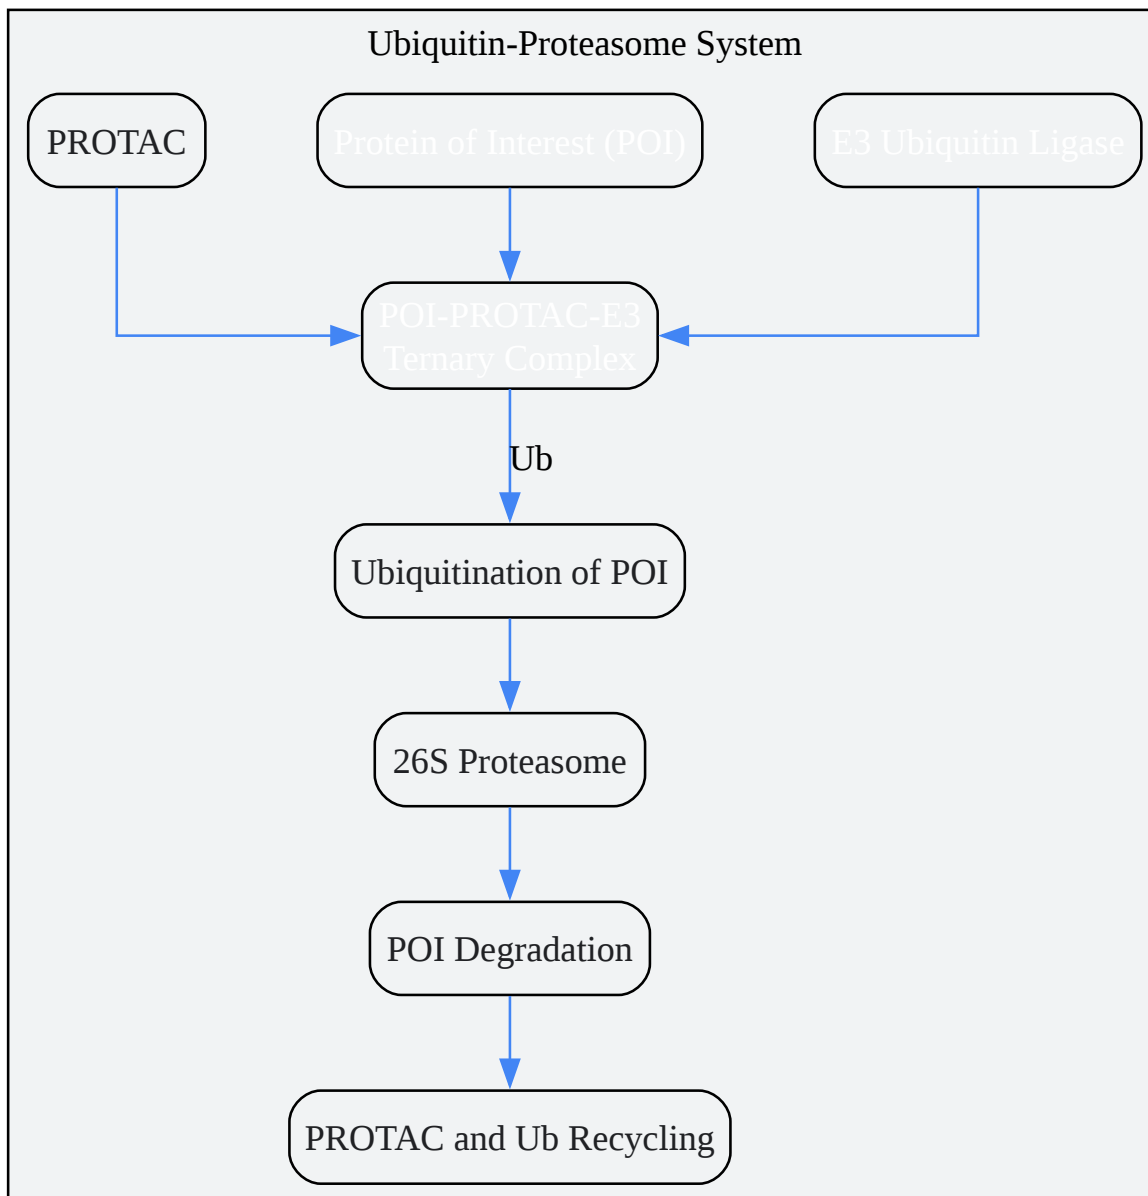 Ubiquitin-Proteasome System
PROTAC
Protein of Interest (POI)
E3 Ubiquitin Ligase
POI-PROTAC-E3
Ternary Complex
Ub
Ubiquitination of POI
26S Proteasome
POI Degradation
PROTAC and Ub Recycling